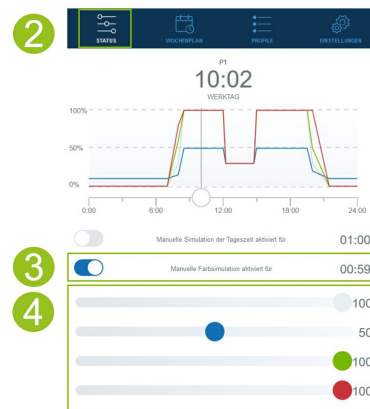 2
STATUS
WOCHENPLAN
PROFILE
EINSTELLUNGEN
P1
10:02
WERKTAG
100%
50%
0%
0:00 6:00 12:00 18:00 24:00
Manuelle Simulation der Tageszeit aktiviert für 01:00
3
Manuelle Farbsimulation aktiviert für 00:59
4
100
50
100
100